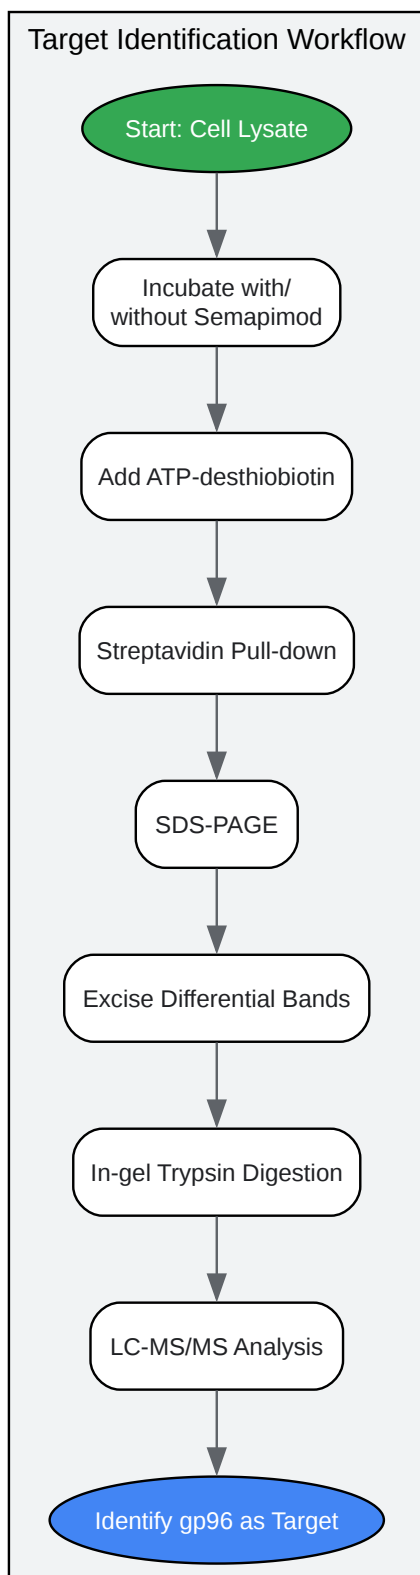 Target Identification Workflow
Start: Cell Lysate
Incubate with/
without Semapimod
Add ATP-desthiobiotin
Streptavidin Pull-down
SDS-PAGE
Excise Differential Bands
In-gel Trypsin Digestion
LC-MS/MS Analysis
Identify gp96 as Target